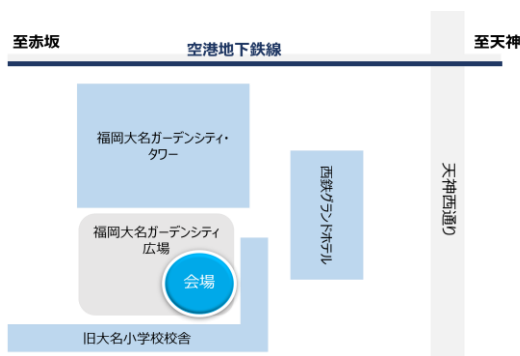 至赤坂
空港地下鉄線
至天神
福岡大名ガーデンシティ・
タワー
西鉄グランドホテル
天神西通り
福岡大名ガーデンシティ
広場
会場
旧大名小学校校舎